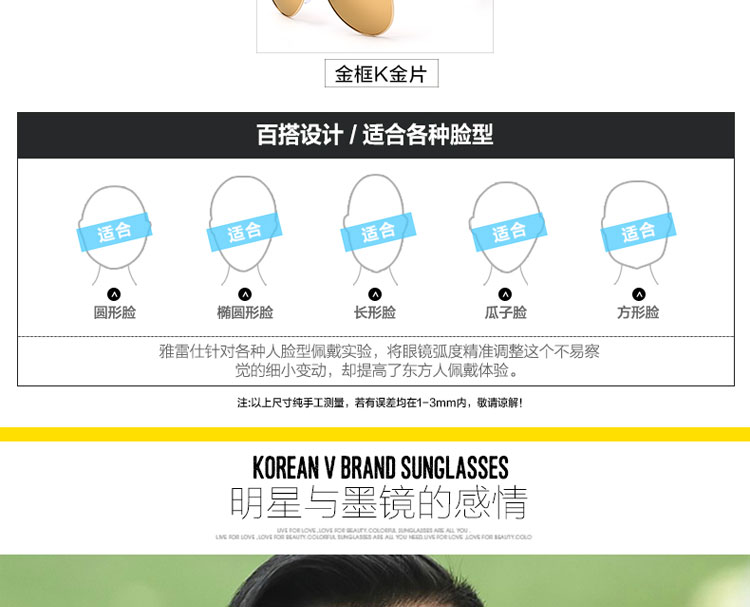 金框K金片
百搭设计 / 适合各种脸型
适合 适合 适合 适合 适合
圆形脸 椭圆形脸 长形脸 瓜子脸 方形脸
雅雷仕针对各种人脸型佩戴实验，将眼镜弧度精准调整这个不易察
觉的细小变动，却提高了东方人佩戴体验。
注:以上尺寸纯手工测量，若有误差均在1-3mm内，敬请谅解！
KOREAN V BRAND SUNGLASSES
明星与墨镜的感情
LIVE FOR LOVE ,LOVE FOR BEAUTY.COLORFUL SUNGLASSES ARE ALL YOU .
LIVE FOR LOVE ,LOVE FOR BEAUTY.COLORFUL SUNGLASSES ARE ALL YOU NEED.LIVE FOR LOVE ,LOVE FOR BEAUTY.COLO